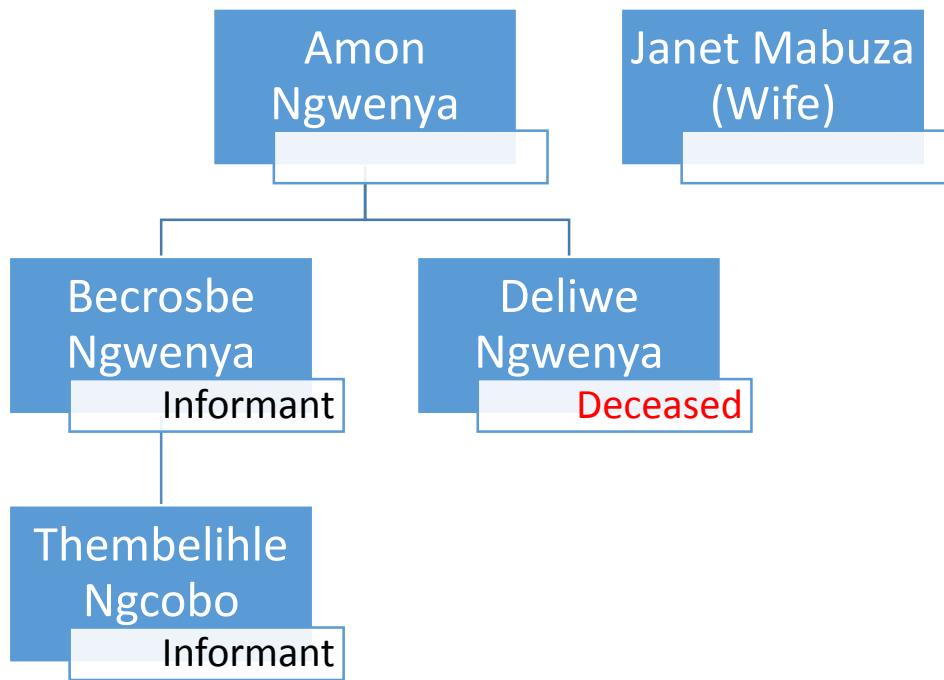 Amon
Ngwenya
Janet Mabuza
(Wife)
Becrosbe
Ngwenya
Informant
Deliwe
Ngwenya
Deceased
Thembelihle
Ngcobo
Informant